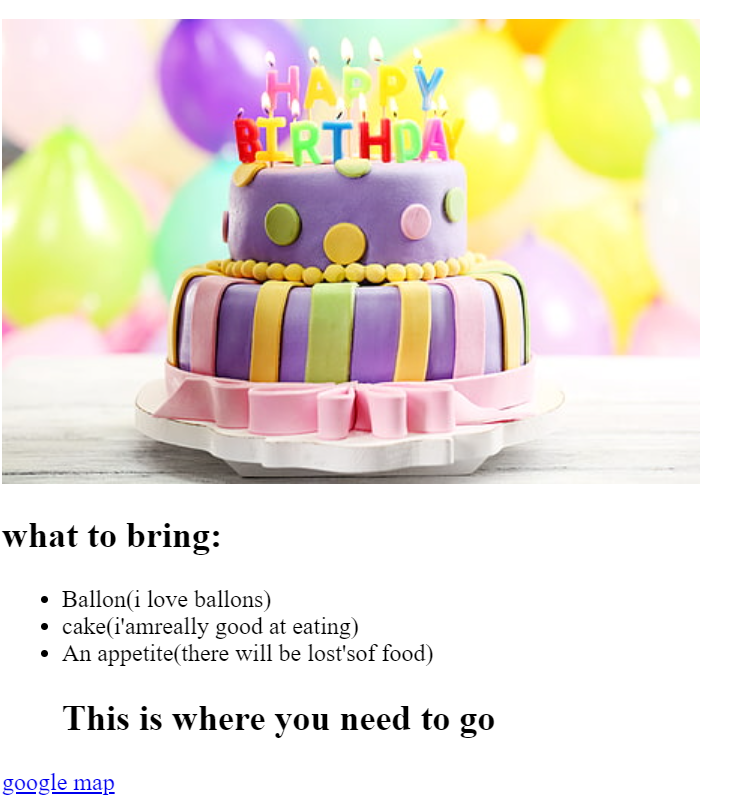 HAPPY
BIRTHDAY
what to bring:
Ballon(i love ballons)
cake(i'amreally good at eating)
An appetite(there will be lost'sof food)
This is where you need to go
google map